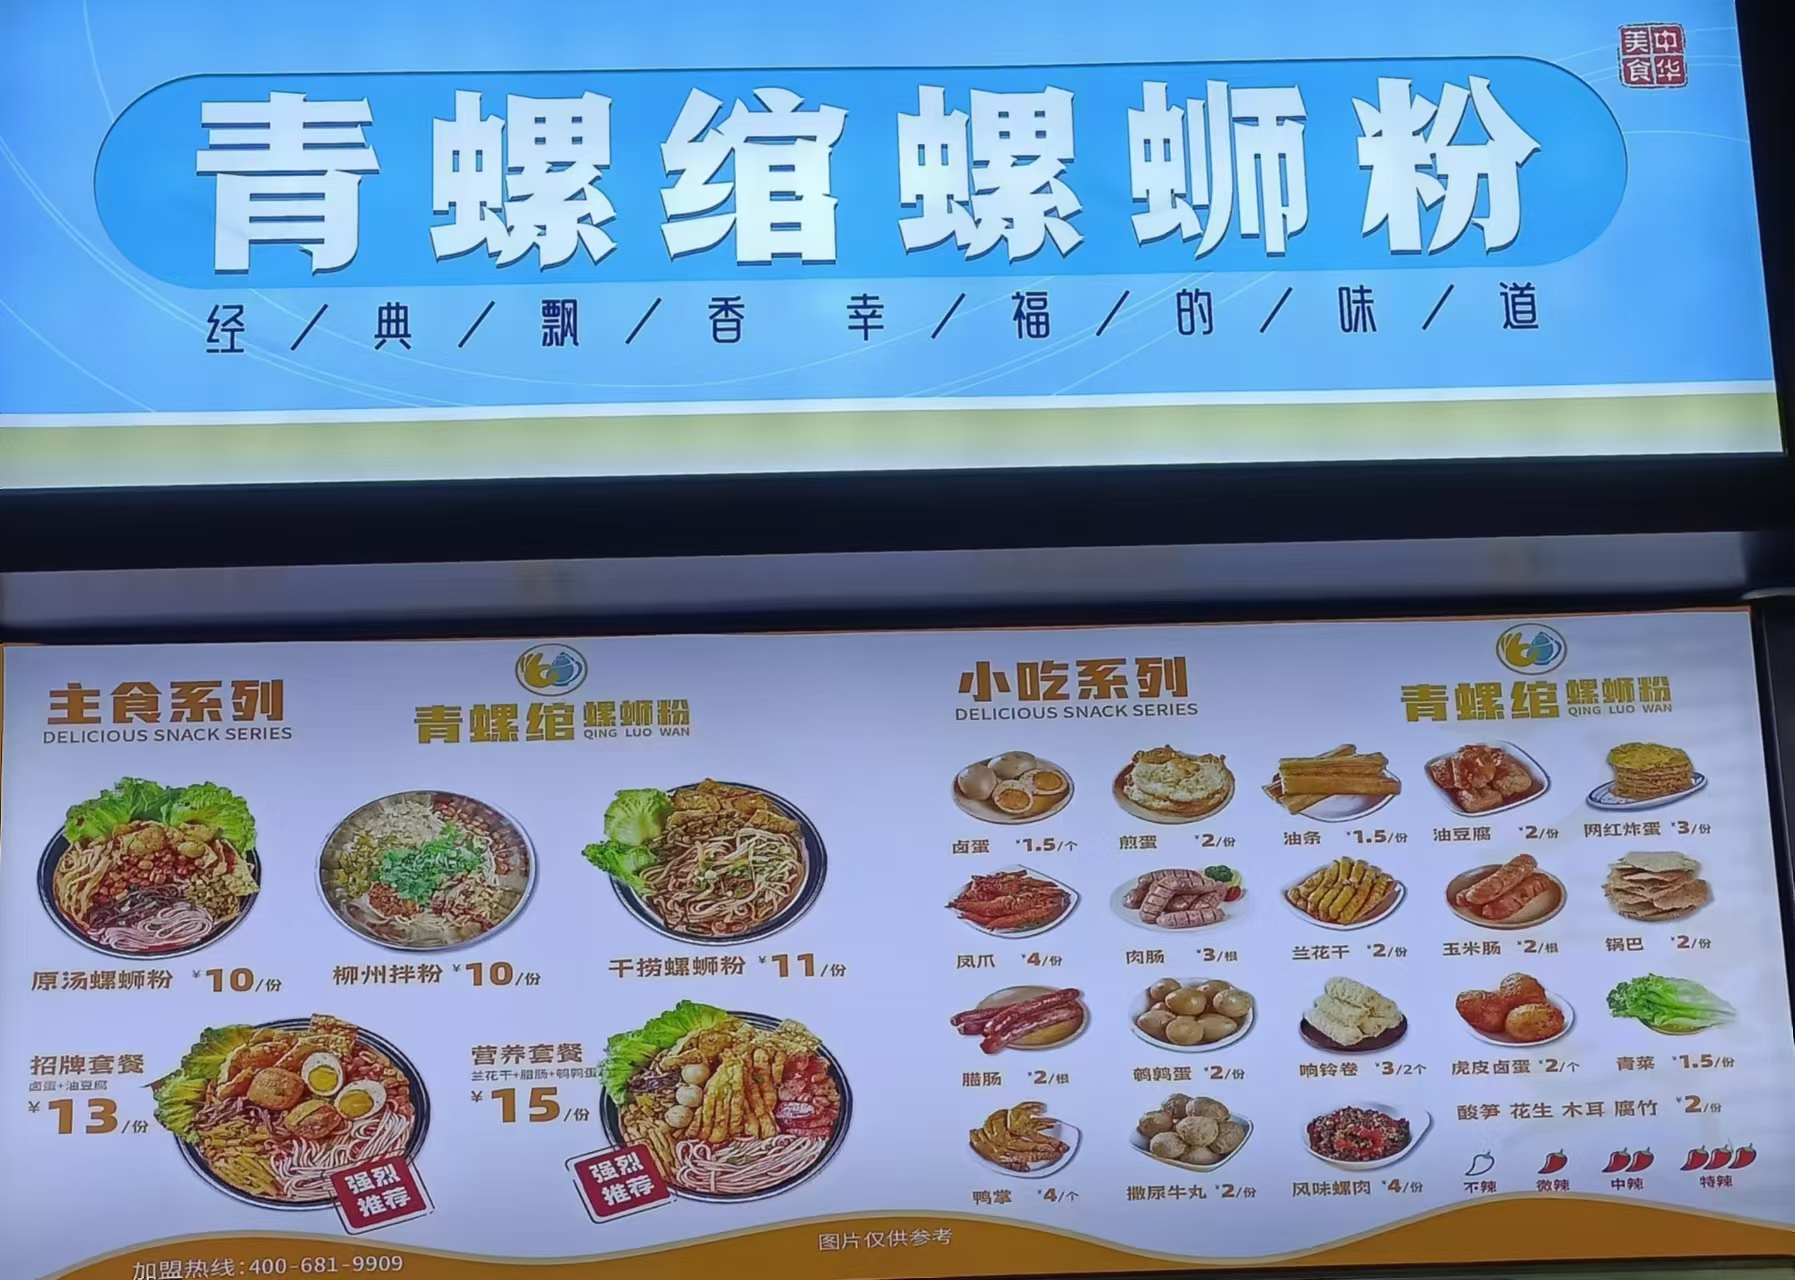 中华
美食
青螺绾螺蛳粉
经/典/飘/香 幸/福/的/味/道
主食系列
DELICIOUS SNACK SERIES
青螺绾螺蛳粉
QING LUO WAN
原汤螺蛳粉 ¥10/份
柳州拌粉 ¥10/份
干捞螺蛳粉 ¥11/份
招牌套餐
卤蛋+油豆腐
¥13/份
强烈
推荐
营养套餐
兰花干+腊肠+鹌鹑蛋
¥15/份
强烈
推荐
小吃系列
DELICIOUS SNACK SERIES
青螺绾螺蛳粉
QING LUO WAN
卤蛋 ¥1.5/个
煎蛋 ¥2/份
油条 ¥1.5/份
油豆腐 ¥2/份
网红炸蛋 ¥3/份
凤爪 ¥4/份
肉肠 ¥3/根
兰花干 ¥2/份
玉米肠 ¥2/根
锅巴 ¥2/份
腊肠 ¥2/根
鹌鹑蛋 ¥2/份
响铃卷 ¥3/2个
虎皮卤蛋 ¥2/个
青菜 ¥1.5/份
鸭掌 ¥4/个
撒尿牛丸 ¥2/份
风味螺肉 ¥4/份
酸笋 花生 木耳 腐竹 ¥2/份
不辣 微辣 中辣 特辣
图片仅供参考
加盟热线:400-681-9909